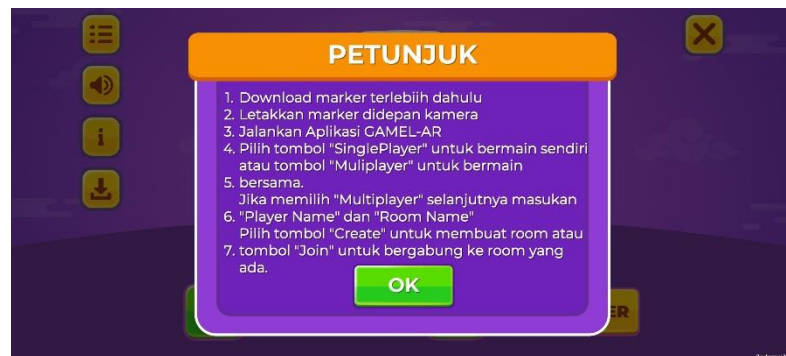 PETUNJUK
1. Download marker terlebiih dahulu
2. Letakkan marker didepan kamera
3. Jalankan Aplikasi GAMEL-AR
4. Pilih tombol "SinglePlayer" untuk bermain sendiri
atau tombol "Muliplayer" untuk bermain
5. bersama.
Jika memilih "Multiplayer" selanjutnya masukan
6. "Player Name" dan "Room Name"
Pilih tombol "Create" untuk membuat room atau
7. tombol "Join" untuk bergabung ke room yang
ada.
OK
ER